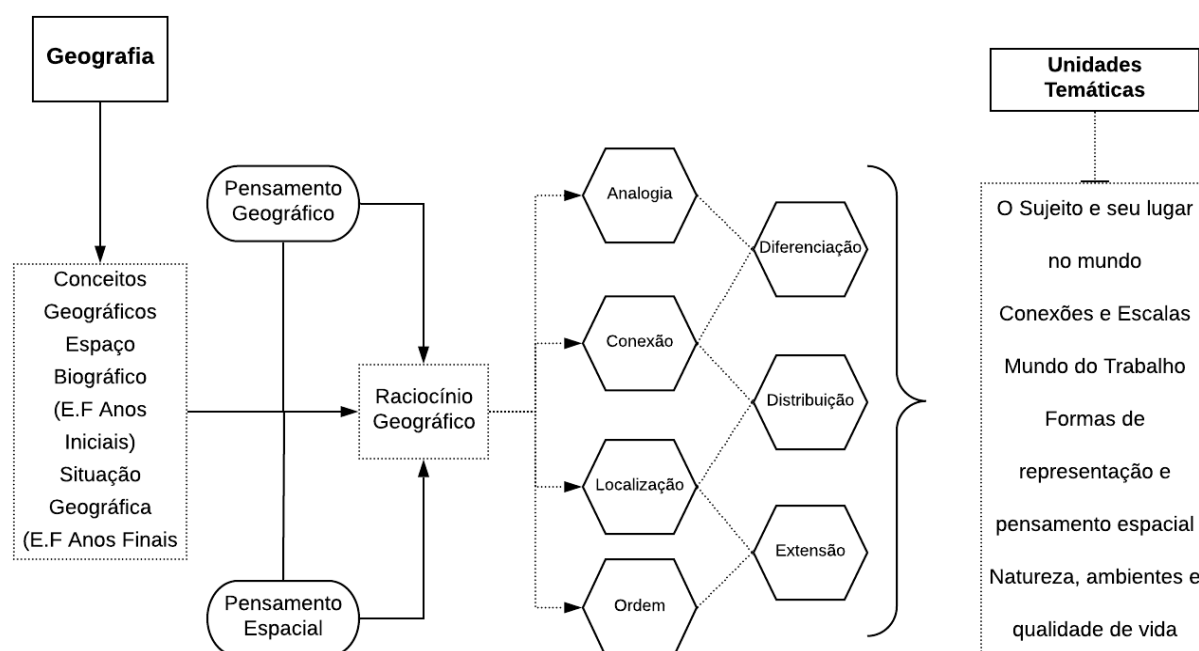 Geografia
Conceitos
Geográficos
Espaço
Biográfico
(E.F Anos
Iniciais)
Situação
Geográfica
(E.F Anos Finais
Pensamento
Geográfico
Pensamento
Espacial
Raciocínio
Geográfico
Analogia
Conexão
Localização
Ordem
Diferenciação
Distribuição
Extensão
Unidades
Temáticas
O Sujeito e seu lugar
no mundo
Conexões e Escalas
Mundo do Trabalho
Formas de
representação e
pensamento espacial
Natureza, ambientes e
qualidade de vida